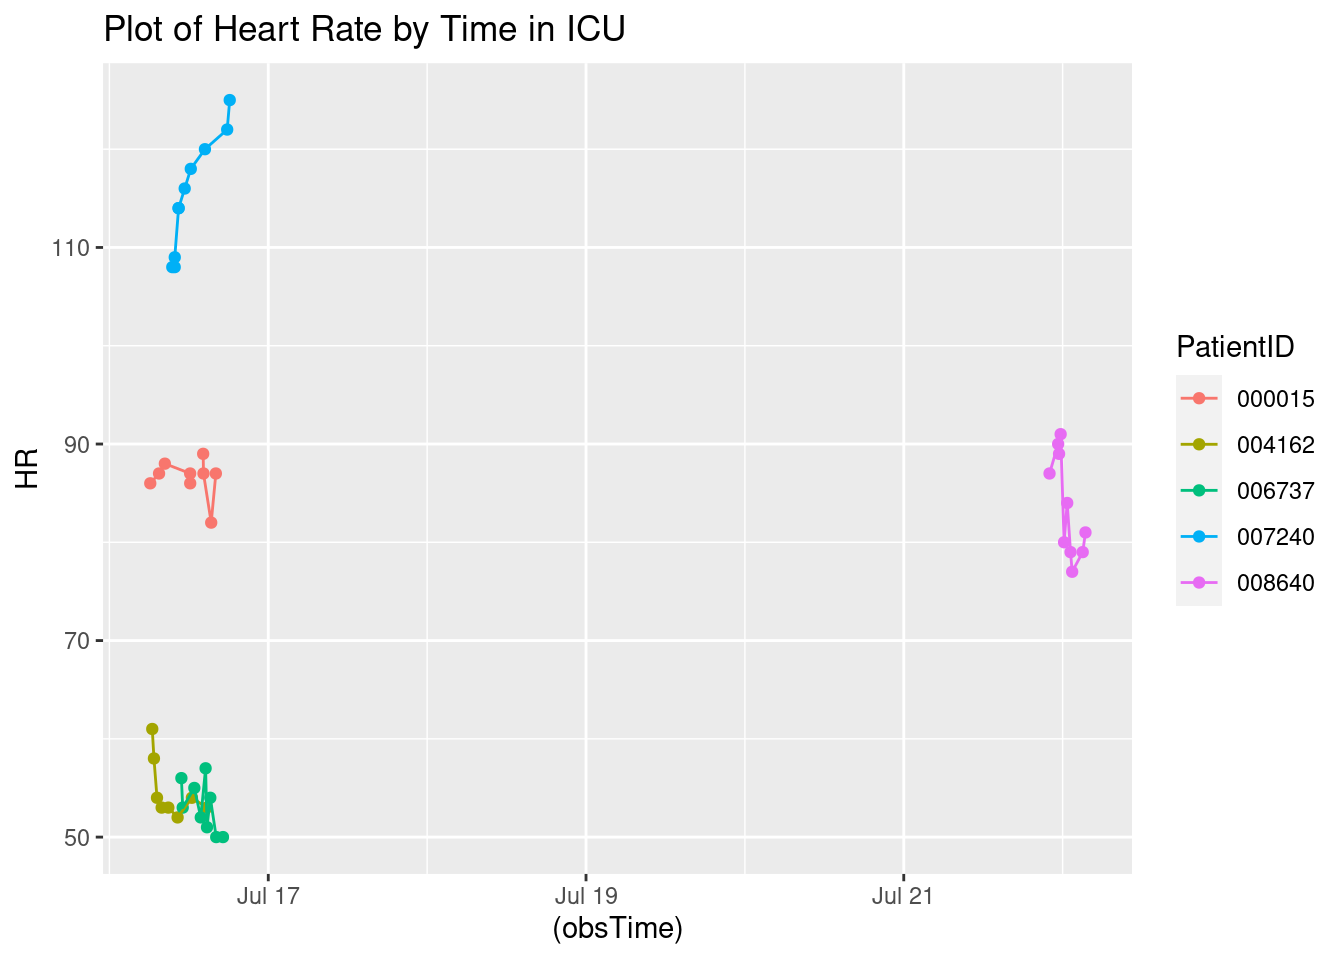 Plot of Heart Rate by Time in ICU
110
90
70
50
HR
Jul 17
Jul 19
Jul 21
(obsTime)
PatientID
000015
004162
006737
007240
008640